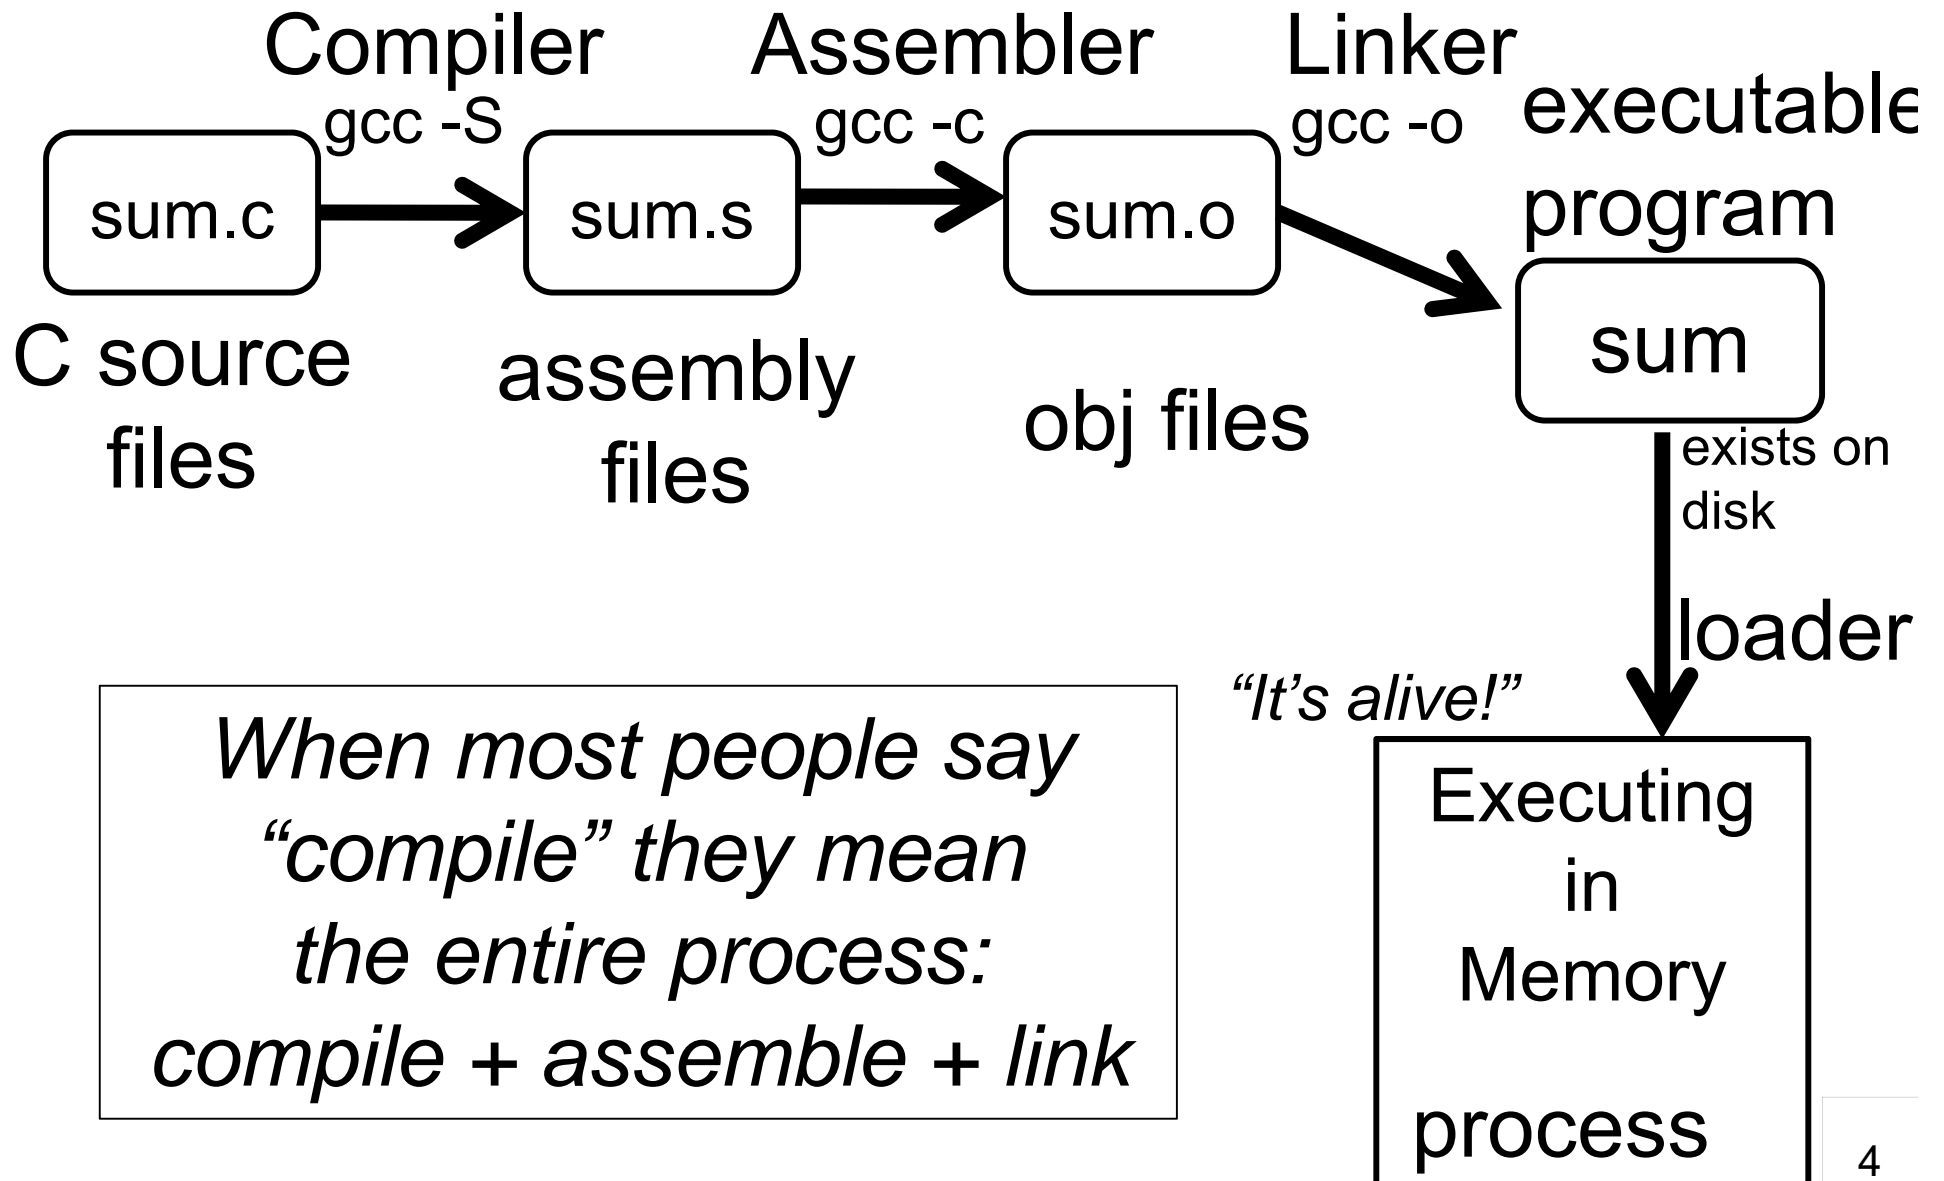 Compiler
gcc -S
Assembler
gcc -c
Linker
gcc -o
executable
program
sum.c
sum.s
sum.o
sum
C source
files
assembly
files
obj files
exists on
disk
loader
“It’s alive!”
When most people say
“compile” they mean
the entire process:
compile + assemble + link
Executing
in
Memory
process
4